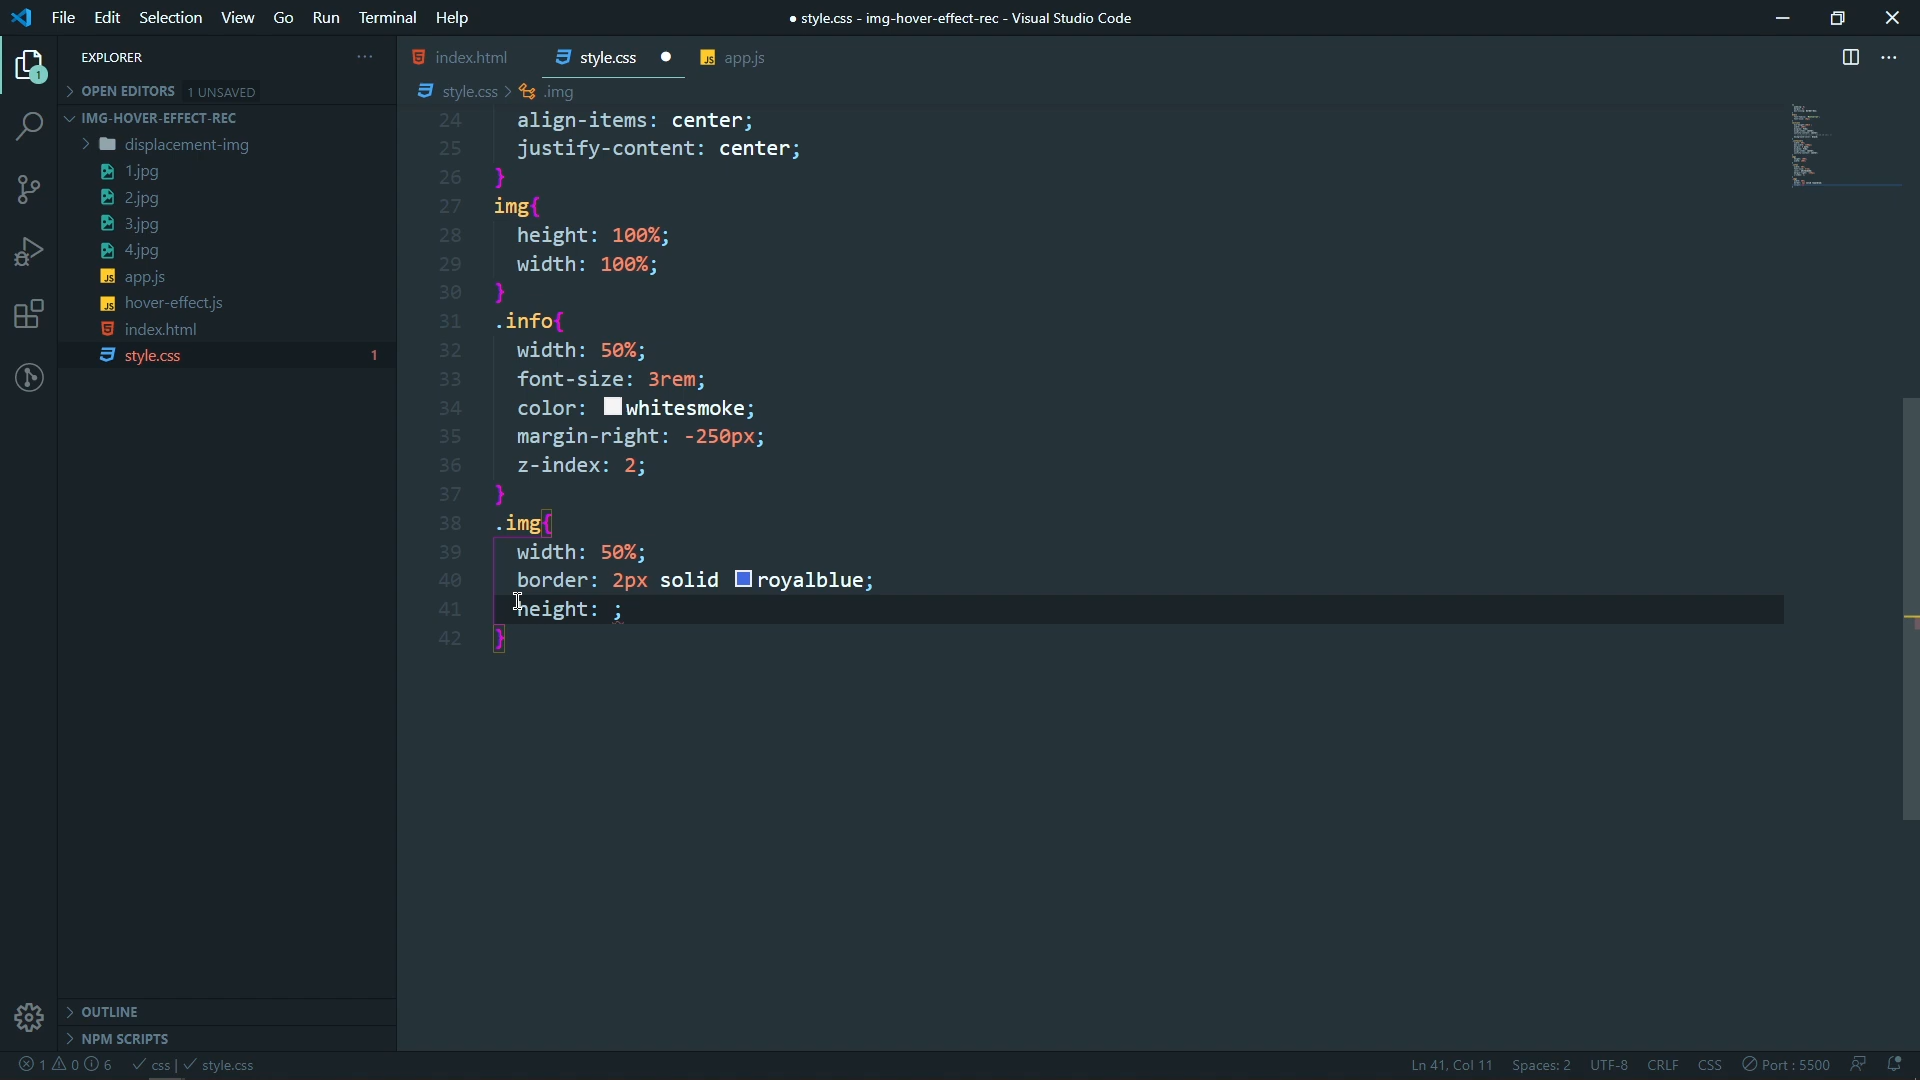 File Edit Selection View Go Run Terminal Help
● style.css - img-hover-effect-rec - Visual Studio Code
EXPLORER
OPEN EDITORS 1 UNSAVED
IMG-HOVER-EFFECT-REC
displacement-img
1.jpg
2.jpg
3.jpg
4.jpg
JS app.js
JS hover-effect.js
index.html
style.css 1
OUTLINE
NPM SCRIPTS
1
index.html style.css ● JS app.js
style.css > .img
24 align-items: center;
25 justify-content: center;
26 }
27 img{
28 height: 100%;
29 width: 100%;
30 }
31 .info{
32 width: 50%;
33 font-size: 3rem;
34 color: whitesmoke;
35 margin-right: -250px;
36 z-index: 2;
37 }
38 .img{
39 width: 50%;
40 border: 2px solid royalblue;
41 height: ;
42 }
1 0 6 ✓ css | ✓ style.css
Ln 41, Col 11 Spaces: 2 UTF-8 CRLF CSS Port : 5500